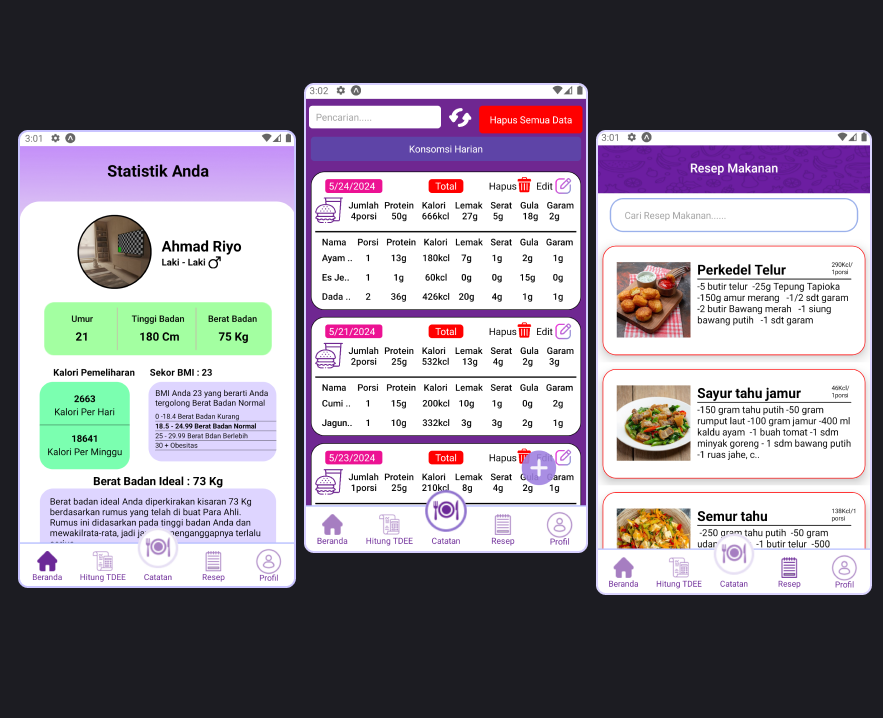 3:01
Statistik Anda
Ahmad Riyo
Laki - Laki
Umur Tinggi Badan Berat Badan
21 180 Cm 75 Kg
Kalori Pemeliharan Sekor BMI : 23
2663
Kalori Per Hari
18641
Kalori Per Minggu
BMI Anda 23 yang berarti Anda
tergolong Berat Badan Normal
0 -18.4 Berat Badan Kurang
18.5 - 24.99 Berat Badan Normal
25 - 29.99 Berat Bdan Berlebih
30 + Obesitas
Berat Badan Ideal : 73 Kg
Berat badan ideal Anda diperkirakan kisaran 73 Kg
berdasarkan rumus yang telah di buat Para Ahli.
Rumus ini didasarkan pada tinggi badan Anda dan
mewakilrata-rata, jadi menganggapnya terlalu
Beranda Hitung TDEE Catatan Resep Profil
3:02
Pencarian..... Hapus Semua Data
Konsomsi Harian
5/24/2024 Total Hapus Edit
Jumlah Protein Kalori Lemak Serat Gula Garam
4porsi 50g 666kcl 27g 5g 18g 2g
Nama Porsi Protein Kalori Lemak Serat Gula Garam
Ayam .. 1 13g 180kcl 7g 1g 2g 1g
Es Je.. 1 1g 60kcl 0g 0g 15g 0g
Dada .. 2 36g 426kcl 20g 4g 1g 1g
5/21/2024 Total Hapus Edit
Jumlah Protein Kalori Lemak Serat Gula Garam
2porsi 25g 532kcl 13g 4g 2g 3g
Nama Porsi Protein Kalori Lemak Serat Gula Garam
Cumi .. 1 15g 200kcl 10g 1g 0g 2g
Jagun.. 1 10g 332kcl 3g 3g 2g 1g
5/23/2024 Total Hapus
Jumlah Protein Kalori Lemak Serat Gula Garam
1porsi 25g 210kcl 8g 4g 2g 1g
Beranda Hitung TDEE Catatan Resep Profil
3:01
Resep Makanan
Cari Resep Makanan......
Perkedel Telur 290Kcl/
1porsi
-5 butir telur -25g Tepung Tapioka
-150g amur merang -1/2 sdt garam
-2 butir Bawang merah -1 siung
bawang putih -1 sdt garam
Sayur tahu jamur 46Kcl/
1porsi
-150 gram tahu putih -50 gram
rumput laut -100 gram jamur -400 ml
kaldu ayam -1 buah tomat -1 sdm
minyak goreng - 1 sdm bawang putih
-1 ruas jahe, c..
Semur tahu 138Kcl/1
porsi
-250 gram tahu putih -50 gram
-1 butir telur -500
Beranda Hitung TDEE Catatan Resep Profil